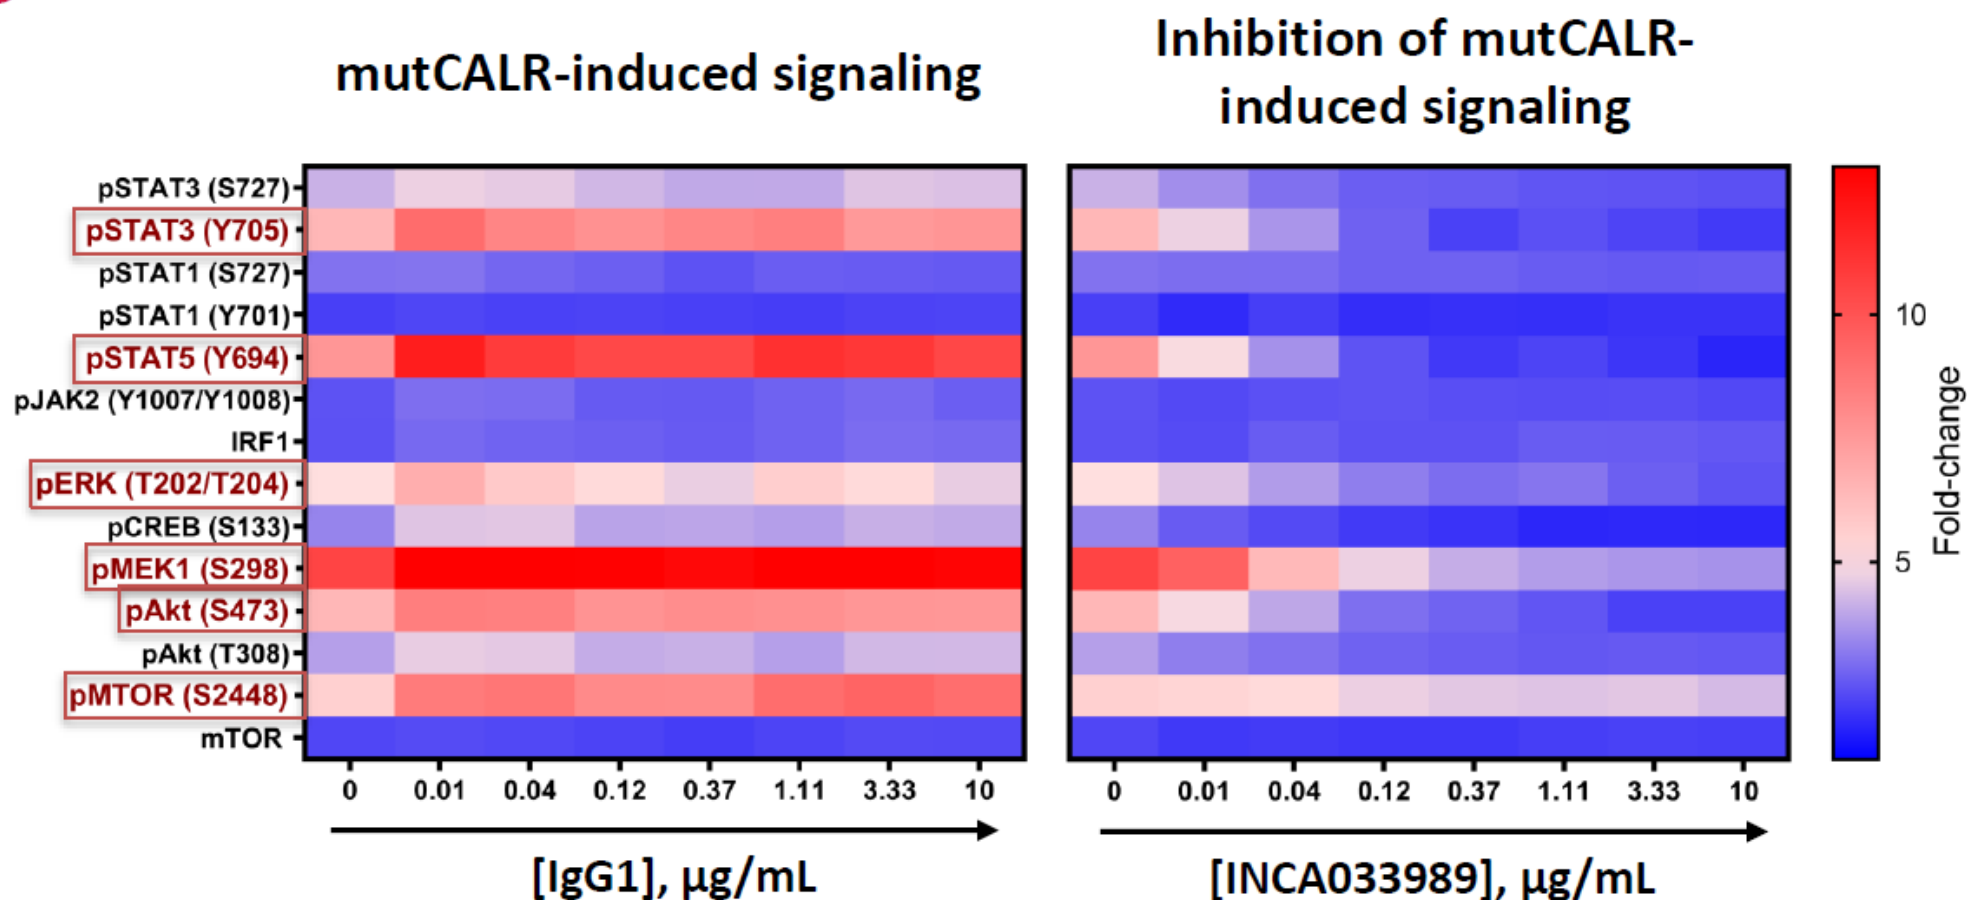 mutCALR-induced signaling
Inhibition of mutCALR-
induced signaling
pSTAT3 (S727)
pSTAT3 (Y705)
pSTAT1 (S727)
pSTAT1 (Y701)
pSTAT5 (Y694)
pJAK2 (Y1007/Y1008)
IRF1
pERK (T202/T204)
pCREB (S133)
pMEK1 (S298)
pAkt (S473)
pAkt (T308)
pMTOR (S2448)
mTOR
0 0.01 0.04 0.12 0.37 1.11 3.33 10
[IgG1], µg/mL
0 0.01 0.04 0.12 0.37 1.11 3.33 10
[INCA033989], µg/mL
10
5
Fold-change